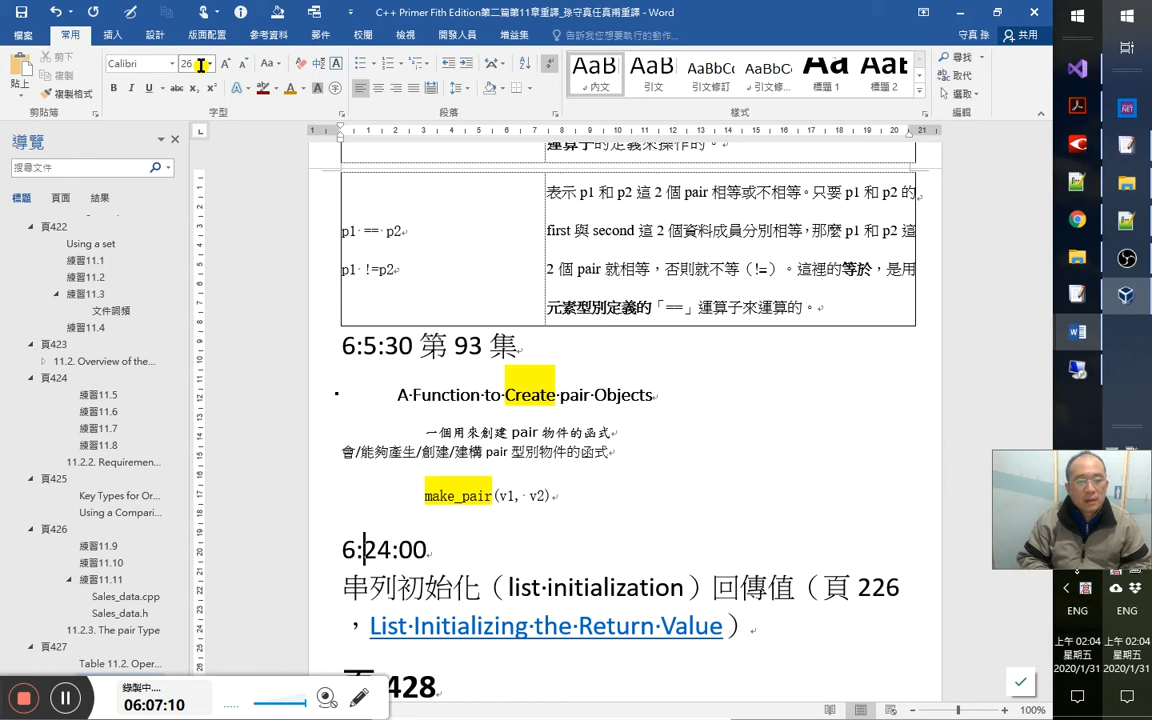 C++ Primer Fith Edition第二篇第11章重譯_孫守真任真甫重譯 - Word
檔案
常用
插入
設計
版面配置
參考資料
郵件
校閱
檢視
開發人員
增益集
告訴我您想要執行的動作...
守真 孫
共用
貼上
剪下
複製
複製格式
剪貼簿
Calibri
26
字型
段落
AaB
內文
AaB
引文
AaBbCc
引文修訂
AaBbC
引文修...
AaB
標題 1
AaB
標題 2
樣式
尋找
取代
選取
編輯
導覽
搜尋文件
標題
頁面
結果
頁422
Using a set
練習11.1
練習11.2
練習11.3
文件詞頻
練習11.4
頁423
11.2. Overview of the...
頁424
練習11.5
練習11.6
練習11.7
練習11.8
11.2.2. Requiremen...
頁425
Key Types for Or...
Using a Compari...
頁426
練習11.9
練習11.10
練習11.11
Sales_data.cpp
Sales_data.h
11.2.3. The pair Type
頁427
Table 11.2. Oper...
運算子的定義來操作的。
p1 == p2
p1 !=p2
表示 p1 和 p2 這 2 個 pair 相等或不相等。只要 p1 和 p2 的
first 與 second 這 2 個資料成員分別相等,那麼 p1 和 p2 這
2 個 pair 就相等，否則就不等（!=）。這裡的等於，是用
元素型別定義的「==」運算子來運算的。
6:5:30 第 93 集
A Function to Create pair Objects
一個用來創建 pair 物件的函式
會/能夠產生/創建/建構 pair 型別物件的函式
make_pair(v1, v2)
6:24:00
串列初始化（list initialization）回傳值（頁 226
，List Initializing the Return Value）
頁 428
錄製中....
06:07:10
100%
ENG
ENG
上午 02:04
星期五
2020/1/31
上午 02:04
星期五
2020/1/31